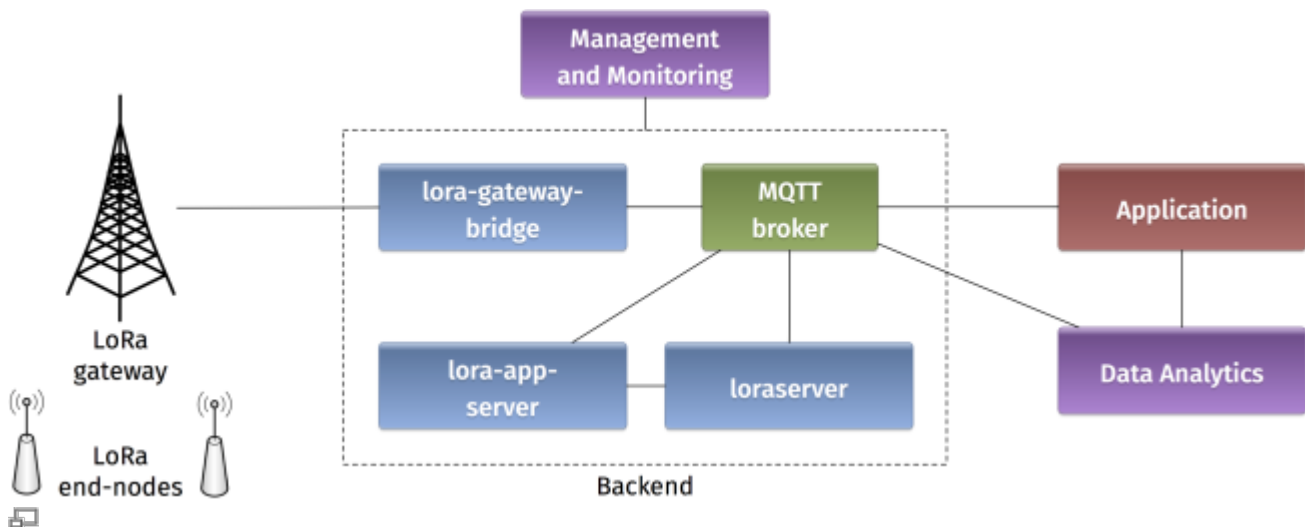 Management
and Monitoring
lora-gateway-
bridge
MQTT
broker
Application
LoRa
gateway
lora-app-
server
loraserver
Data Analytics
LoRa
end-nodes
Backend